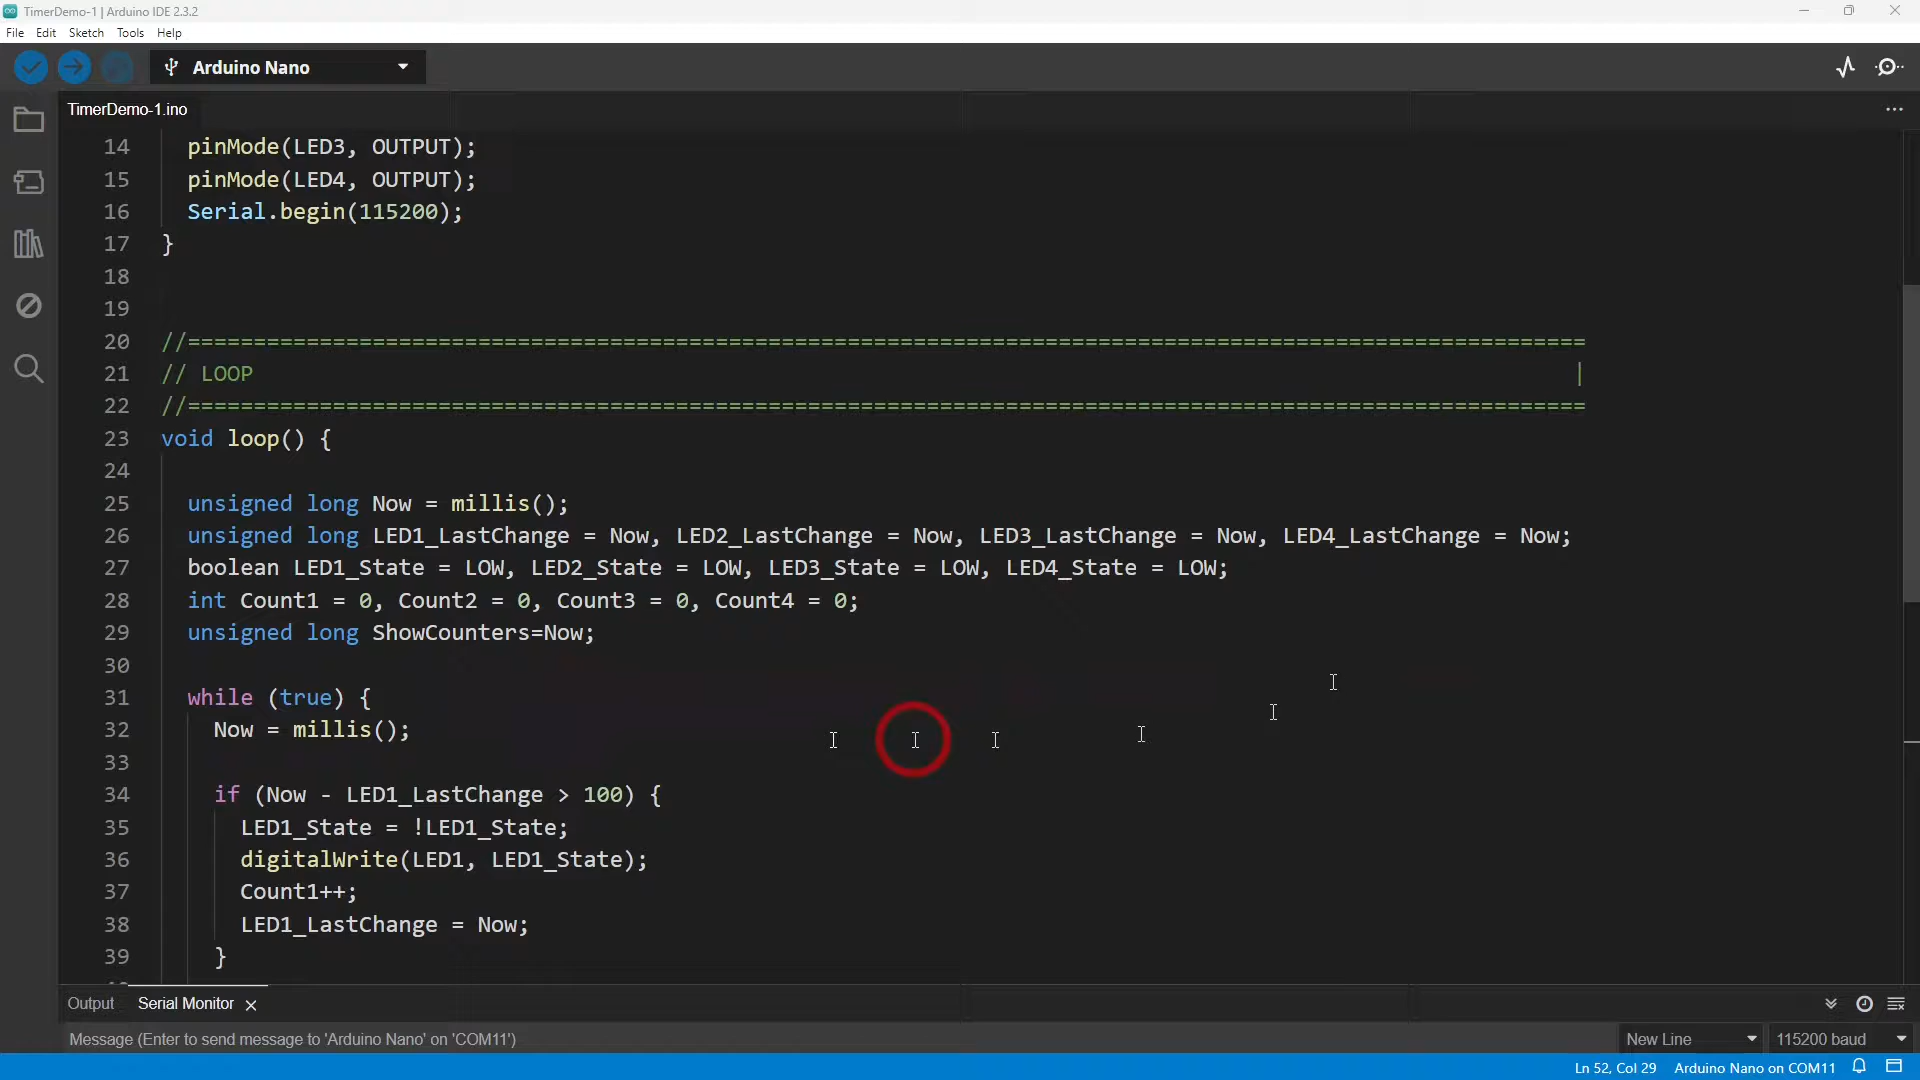 TimerDemo-1 | Arduino IDE 2.3.2
File Edit Sketch Tools Help
Arduino Nano
TimerDemo-1.ino
14 pinMode(LED3, OUTPUT);
15 pinMode(LED4, OUTPUT);
16 Serial.begin(115200);
17 }
18
19
20 //==========================================================================================================
21 // LOOP |
22 //==========================================================================================================
23 void loop() {
24
25 unsigned long Now = millis();
26 unsigned long LED1_LastChange = Now, LED2_LastChange = Now, LED3_LastChange = Now, LED4_LastChange = Now;
27 boolean LED1_State = LOW, LED2_State = LOW, LED3_State = LOW, LED4_State = LOW;
28 int Count1 = 0, Count2 = 0, Count3 = 0, Count4 = 0;
29 unsigned long ShowCounters=Now;
30
31 while (true) {
32 Now = millis();
33
34 if (Now - LED1_LastChange > 100) {
35 LED1_State = !LED1_State;
36 digitalWrite(LED1, LED1_State);
37 Count1++;
38 LED1_LastChange = Now;
39 }
Output Serial Monitor
Message (Enter to send message to 'Arduino Nano' on 'COM11') New Line 115200 baud
Ln 52, Col 29 Arduino Nano on COM11